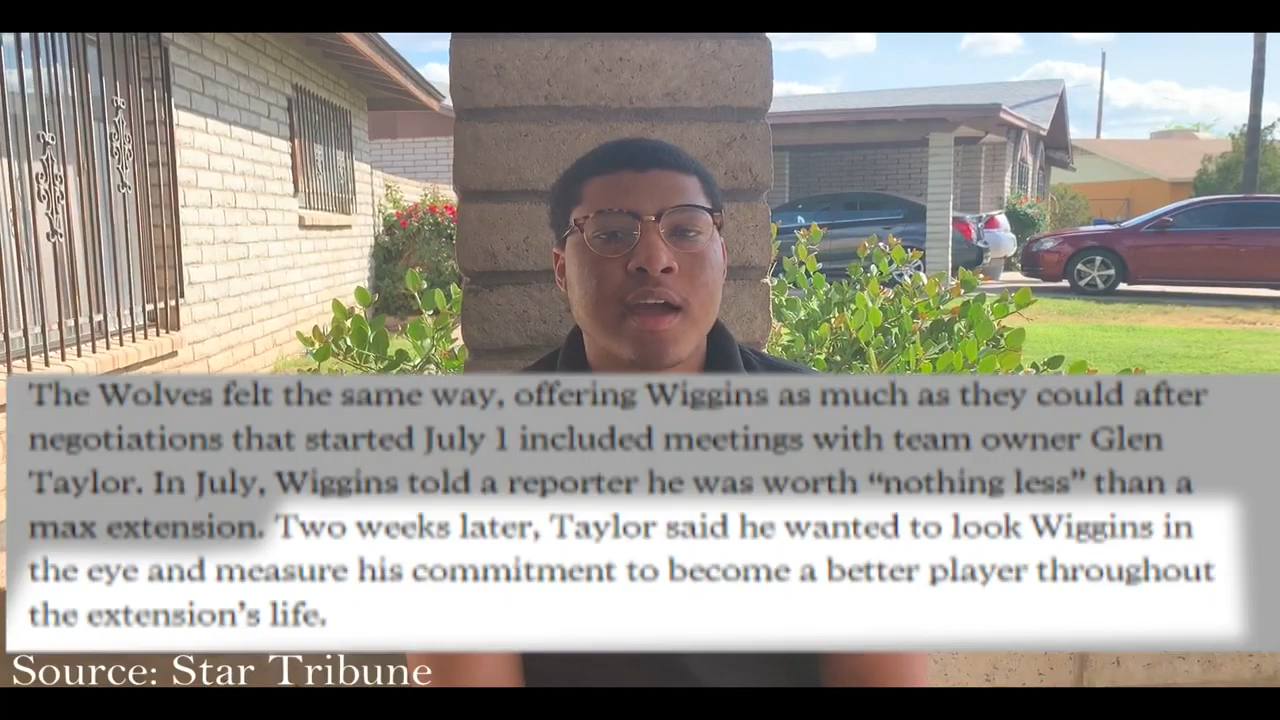 The Wolves felt the same way, offering Wiggins as much as they could after
negotiations that started July 1 included meetings with team owner Glen
Taylor. In July, Wiggins told a reporter he was worth “nothing less” than a
max extension. Two weeks later, Taylor said he wanted to look Wiggins in
the eye and measure his commitment to become a better player throughout
the extension’s life.
Source: Star Tribune